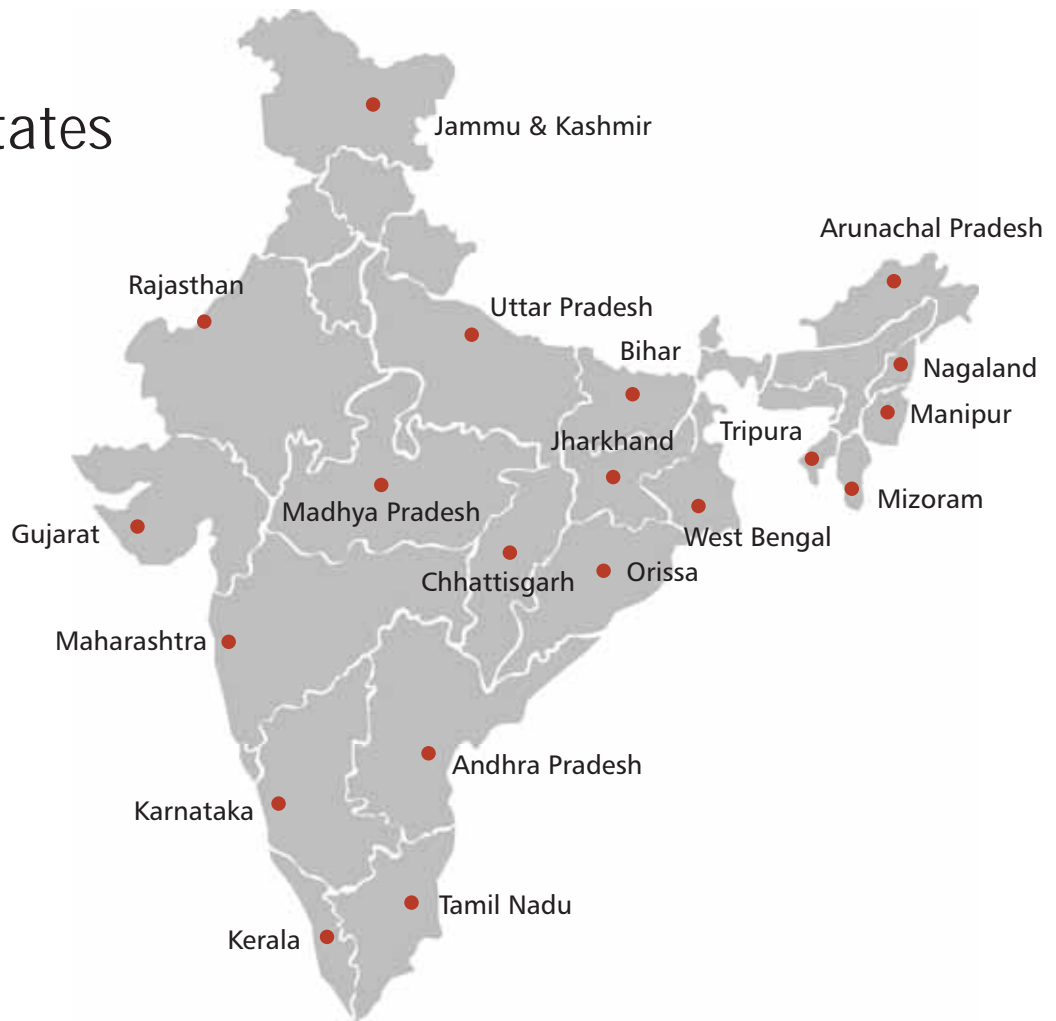 tates
Jammu & Kashmir
Arunachal Pradesh
Rajasthan
Uttar Pradesh
Bihar
Nagaland
Manipur
Tripura
Jharkhand
Mizoram
Madhya Pradesh
Gujarat
West Bengal
Chhattisgarh
Orissa
Maharashtra
Andhra Pradesh
Karnataka
Tamil Nadu
Kerala